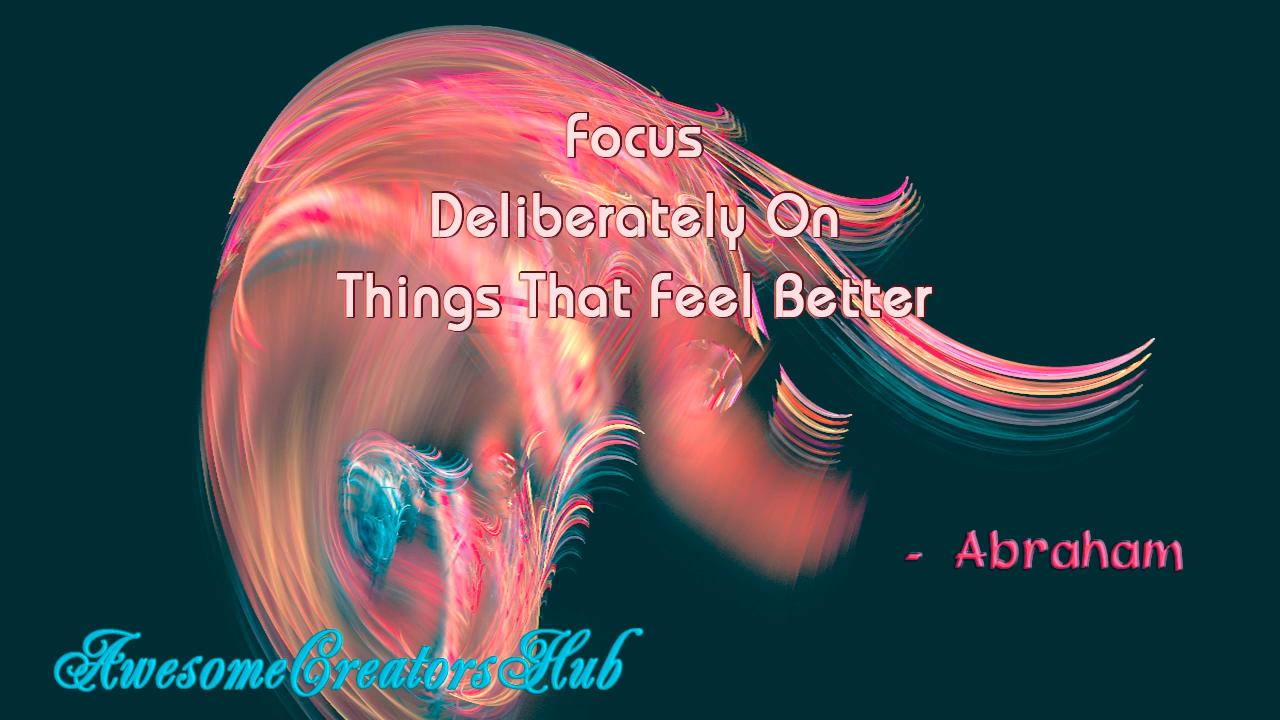 Focus
Deliberately On
Things That Feel Better
- Abraham
AwesomeCreatorsHub